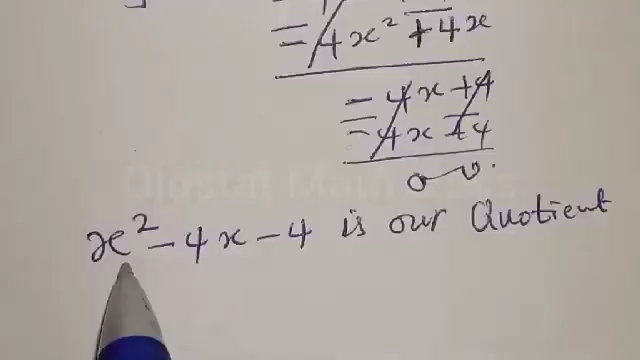 = 4x² + 4x
- 4x + 4
= 4x + 4
0
x² - 4x - 4 is our Quotient